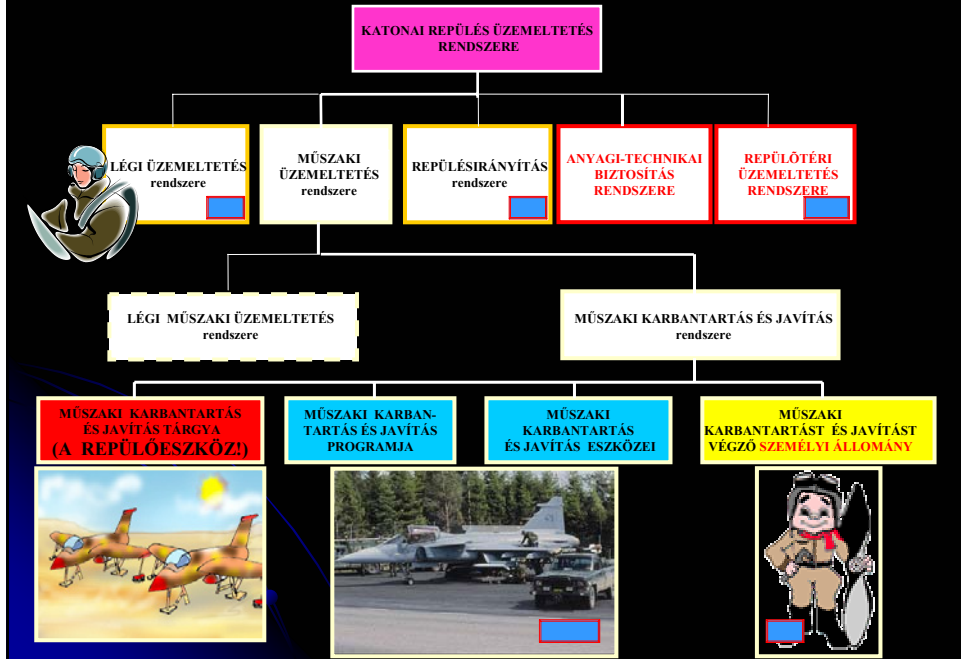 KATONAI REPÜLÉS ÜZEMELTETÉS
RENDSZERE
LÉGI ÜZEMELTETÉS
rendszere
MŰSZAKI
ÜZEMELTETÉS
rendszere
REPÜLÉSIRÁNYÍTÁS
rendszere
ANYAGI-TECHNIKAI
BIZTOSÍTÁS
RENDSZERE
REPÜLŐTÉRI
ÜZEMELTETÉS
RENDSZERE
LÉGI MŰSZAKI ÜZEMELTETÉS
rendszere
MŰSZAKI KARBANTARTÁS ÉS JAVÍTÁS
rendszere
MŰSZAKI KARBANTARTÁS
ÉS JAVÍTÁS TÁRGYA
(A REPÜLŐESZKÖZ!)
MŰSZAKI KARBAN-
TARTÁS ÉS JAVÍTÁS
PROGRAMJA
MŰSZAKI
KARBANTARTÁS
ÉS JAVÍTÁS ESZKÖZEI
MŰSZAKI
KARBANTARTÁST ÉS JAVÍTÁST
VÉGZŐ SZEMÉLYI ÁLLOMÁNY